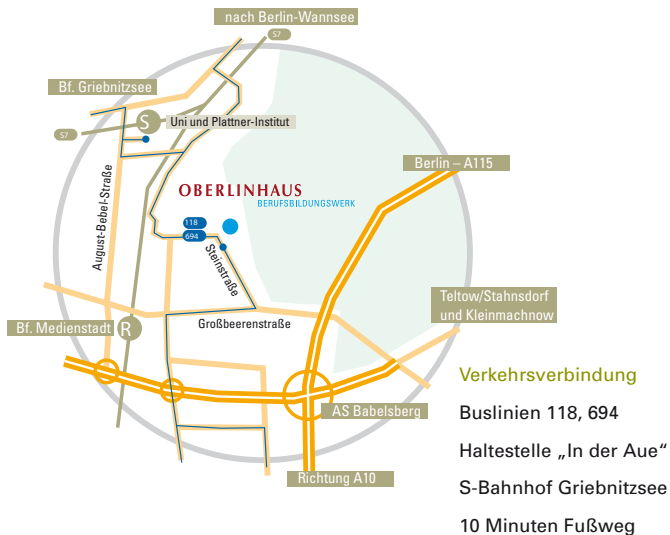 nach Berlin-Wannsee
S7
Bf. Griebnitzsee
S
Uni und Plattner-Institut
S7
Berlin – A115
OBERLINHAUS
BERUFSBILDUNGSWERK
118
694
August-Bebel-Straße
Steinstraße
Teltow/Stahnsdorf
und Kleinmachnow
Großbeerenstraße
Bf. Medienstadt
R
AS Babelsberg
Richtung A10
Verkehrsverbindung
Buslinien 118, 694
Haltestelle „In der Aue“
S-Bahnhof Griebnitzsee
10 Minuten Fußweg